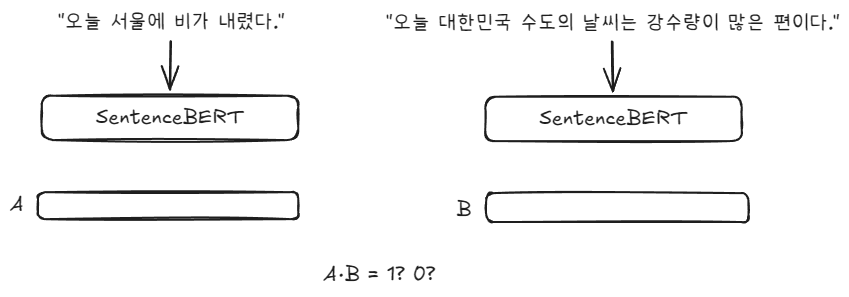 "오늘 서울에 비가 내렸다."
"오늘 대한민국 수도의 날씨는 강수량이 많은 편이다."
SentenceBERT
SentenceBERT
A
B
A·B = 1? 0?